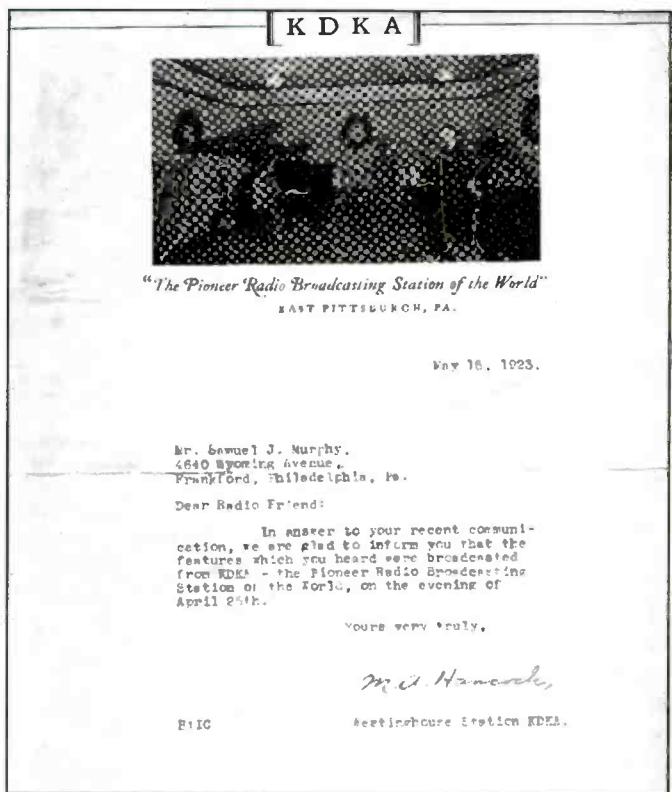 KDKA
"The Pioneer Radio Broadcasting Station of the World"
EAST PITTSBURGH, PA.
May 16, 1923.
Mr. Samuel J. Murphy,
4640 Wyoming Avenue,
Frankford, Philadelphia, Pa.
Dear Radio Friend:
In answer to your recent communi-
cation, we are glad to inform you that the
features which you heard were broadcasted
from KDKA - the Pioneer Radio Broadcasting
Station of the World, on the evening of
April 25th.
Yours very truly,
M.A. Hancock,
Westinghouse Station KDKA.